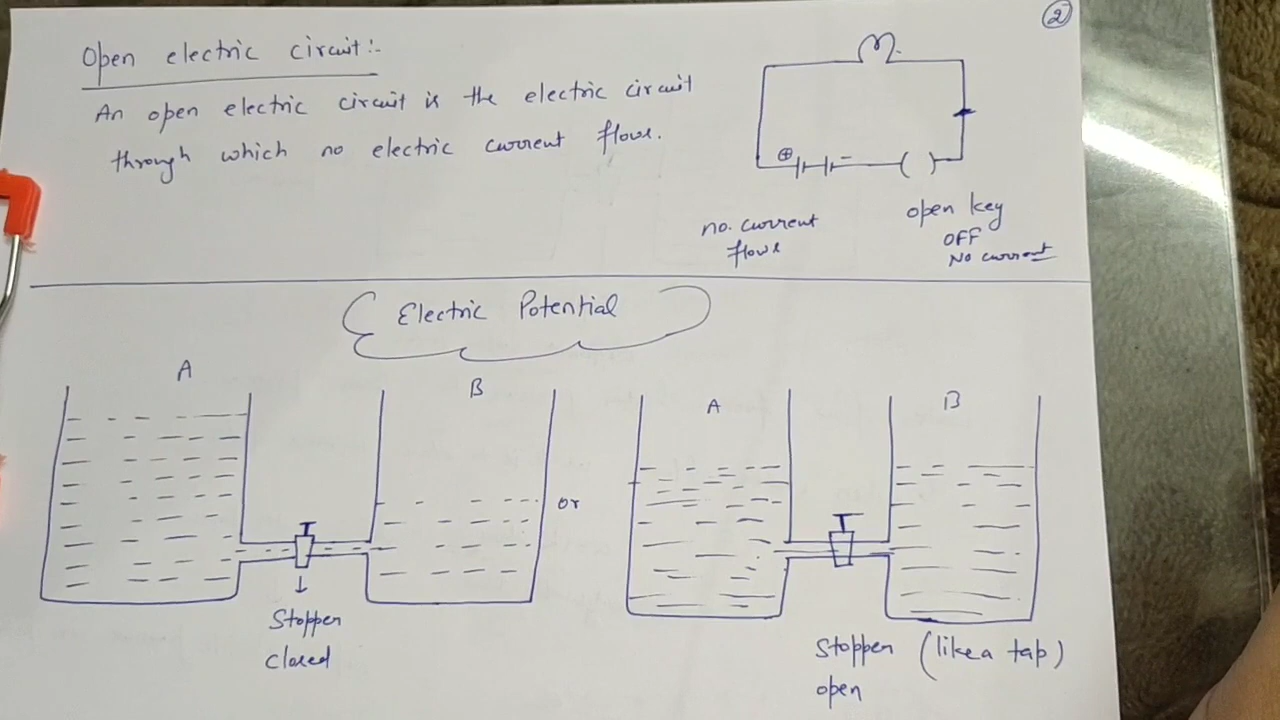 2
Open electric circuit:-
An open electric circuit is the electric circuit
through which no electric current flows.
+ -
no. current
flows
open key
OFF
No current
Electric Potential
A
B
or
A
B
Stopper
closed
Stopper (like a tap)
open